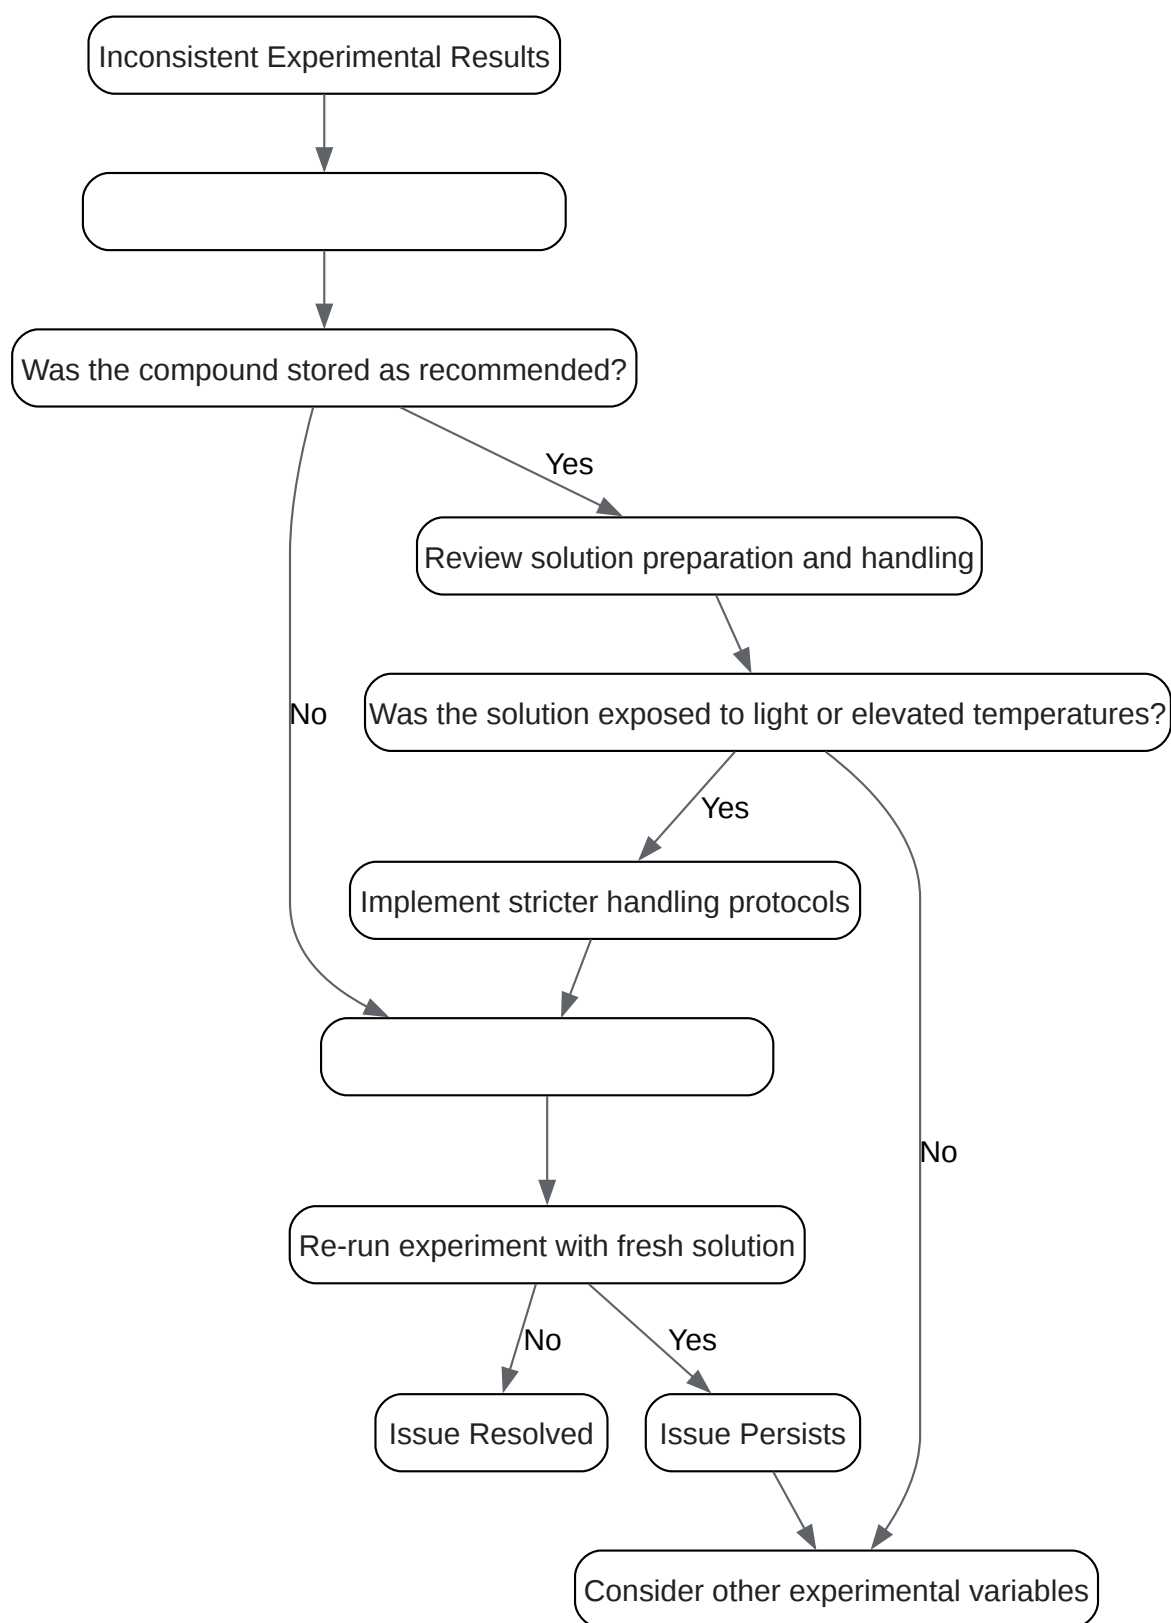 Inconsistent Experimental Results
Was the compound stored as recommended?
Yes
Review solution preparation and handling
No
Was the solution exposed to light or elevated temperatures?
Yes
Implement stricter handling protocols
No
Re-run experiment with fresh solution
No
Yes
Issue Resolved
Issue Persists
Consider other experimental variables